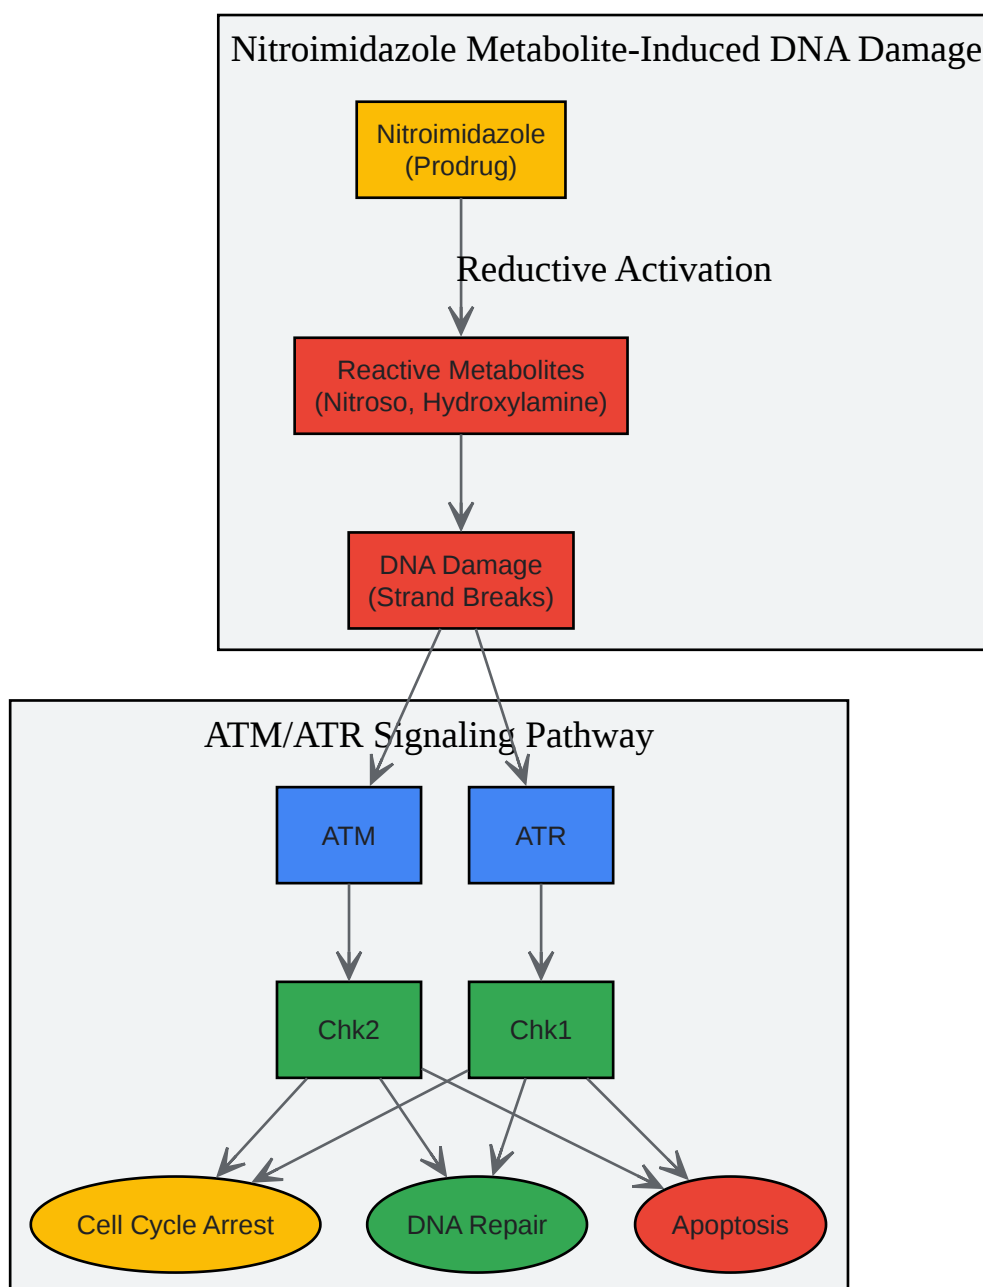 Nitroimidazole Metabolite-Induced DNA Damage
Nitroimidazole
(Prodrug)
Reductive Activation
Reactive Metabolites
(Nitroso, Hydroxylamine)
DNA Damage
(Strand Breaks)
ATM/ATR Signaling Pathway
ATM
ATR
Chk2
Chk1
Cell Cycle Arrest
DNA Repair
Apoptosis